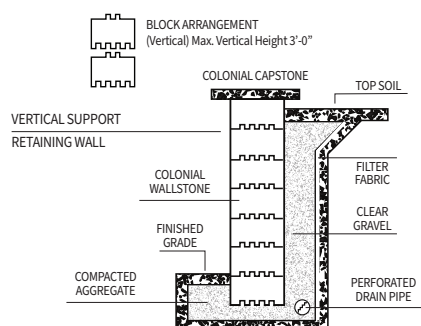 BLOCK ARRANGEMENT
(Vertical) Max. Vertical Height 3’-0”
COLONIAL CAPSTONE
TOP SOIL
VERTICAL SUPPORT
RETAINING WALL
COLONIAL
WALLSTONE
FILTER
FABRIC
CLEAR
GRAVEL
FINISHED
GRADE
COMPACTED
AGGREGATE
PERFORATED
DRAIN PIPE